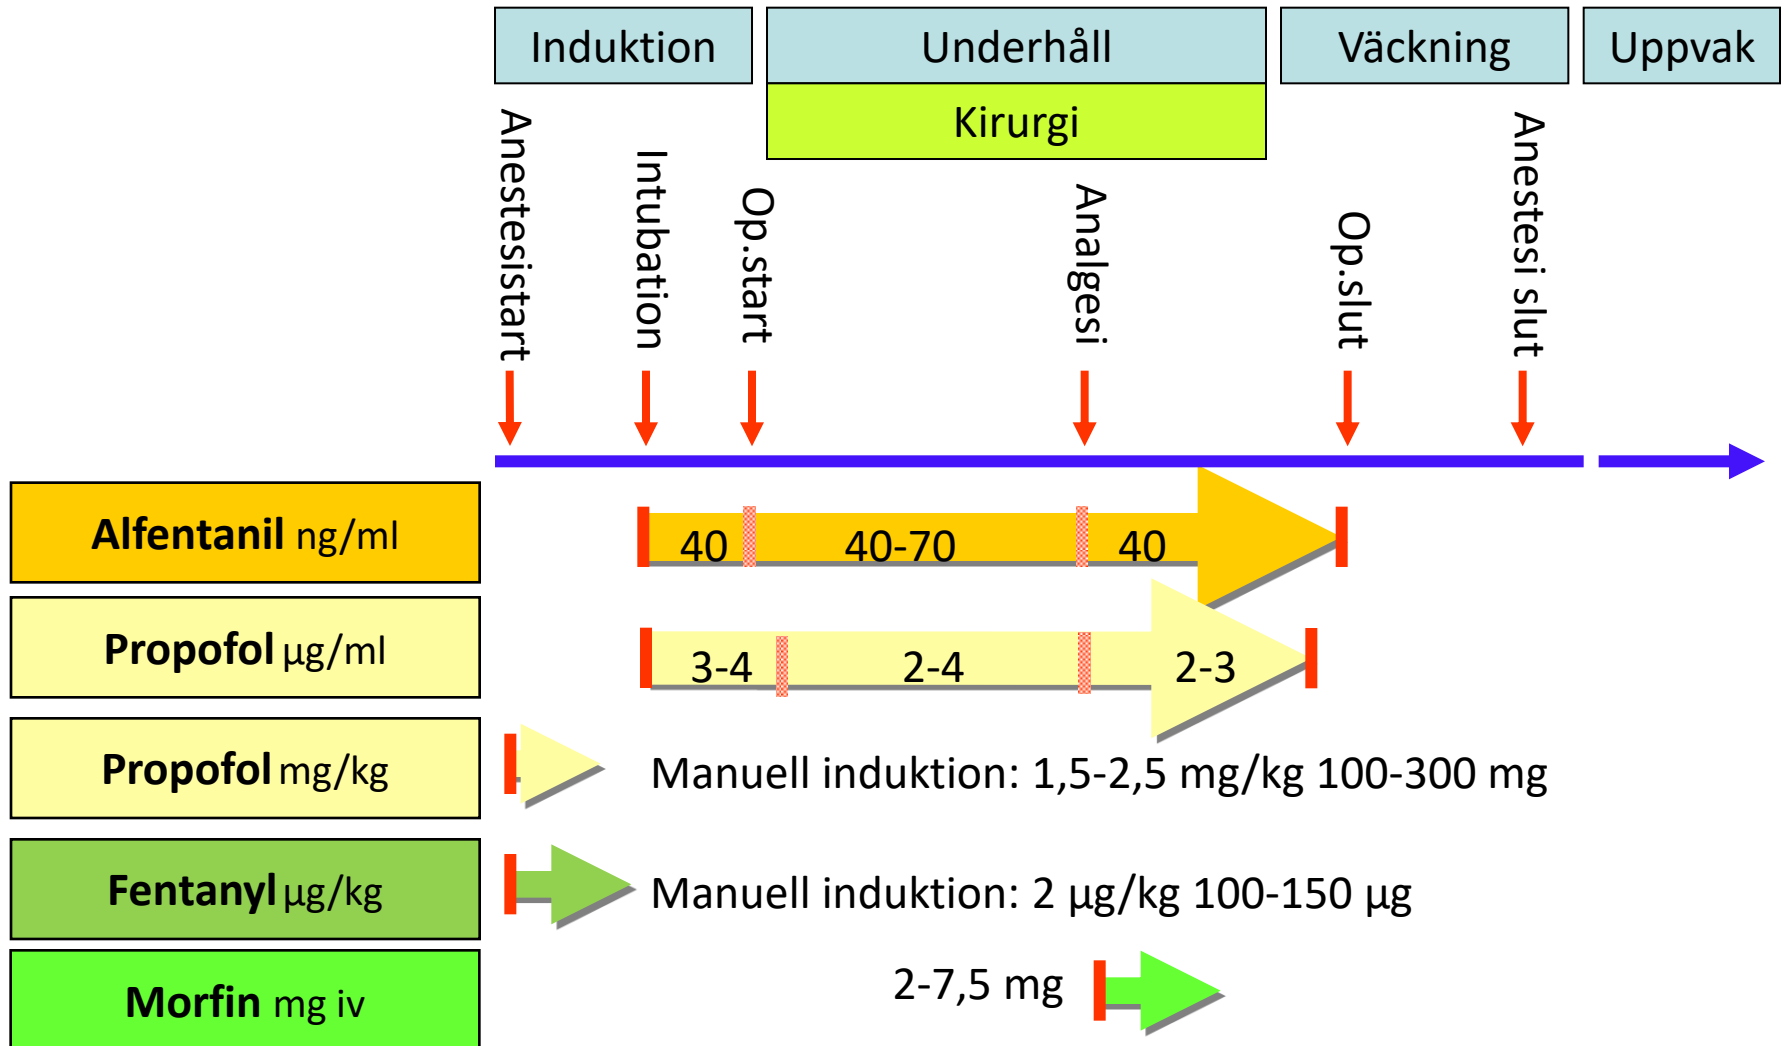 Induktion
Underhåll
Väckning
Uppvak
Kirurgi
Anestesistart
Intubation
Op.start
Analgesi
Op.slut
Anestesi slut
Alfentanil ng/ml
40
40-70
40
Propofol µg/ml
3-4
2-4
2-3
Propofol mg/kg
Manuell induktion: 1,5-2,5 mg/kg 100-300 mg
Fentanyl µg/kg
Manuell induktion: 2 µg/kg 100-150 µg
Morfin mg iv
2-7,5 mg